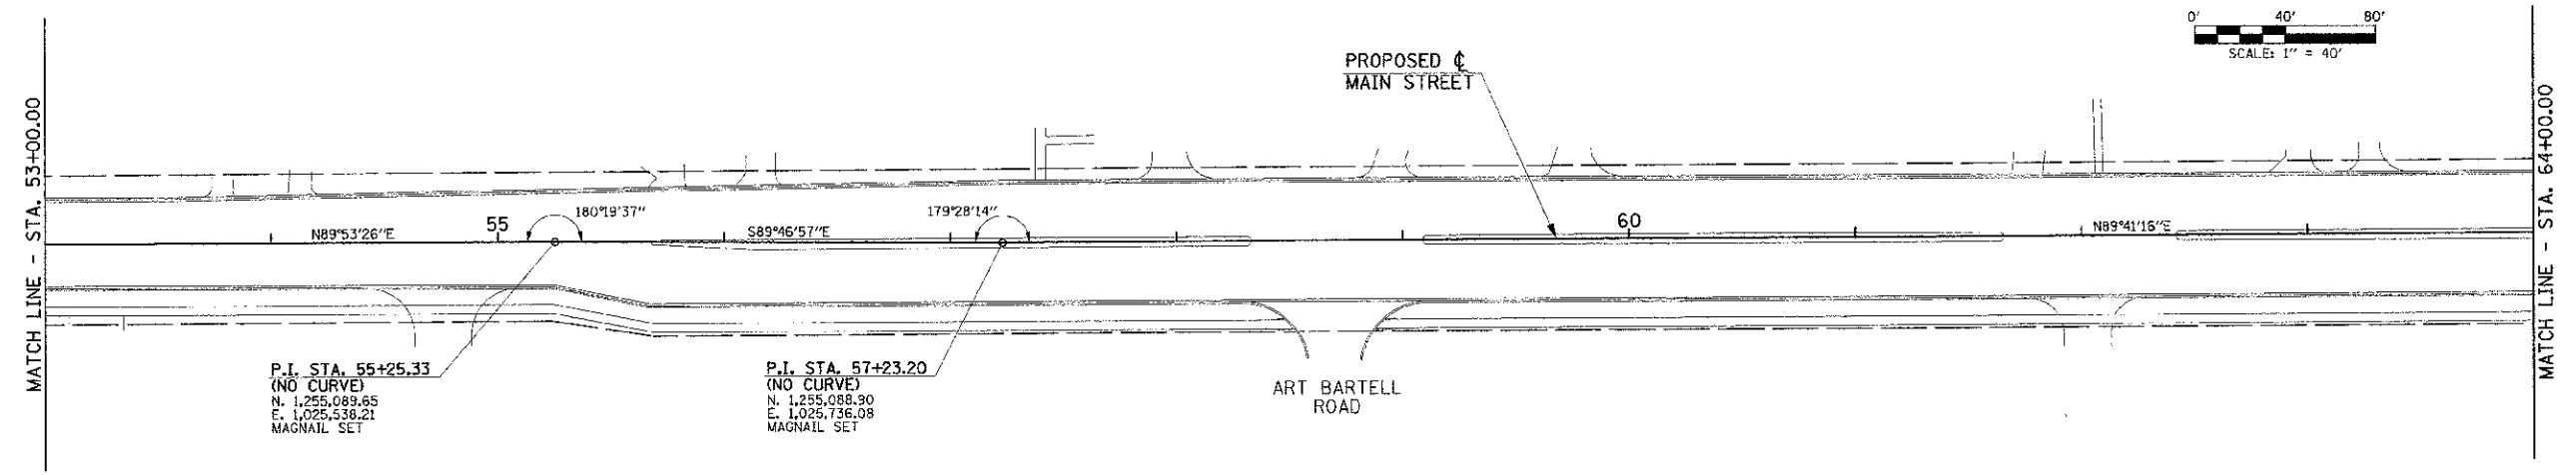 0' 40' 80'
SCALE: 1" = 40'
PROPOSED ℄
MAIN STREET
MATCH LINE - STA. 53+00.00
MATCH LINE - STA. 64+00.00
55
180°19'37"
179°28'14"
60
N89°53'26"E
S89°46'57"E
N89°41'16"E
P.I. STA. 55+25.33
(NO CURVE)
N. 1,255,089.65
E. 1,025,538.21
MAGNAIL SET
P.I. STA. 57+23.20
(NO CURVE)
N. 1,255,088.90
E. 1,025,736.08
MAGNAIL SET
ART BARTELL
ROAD